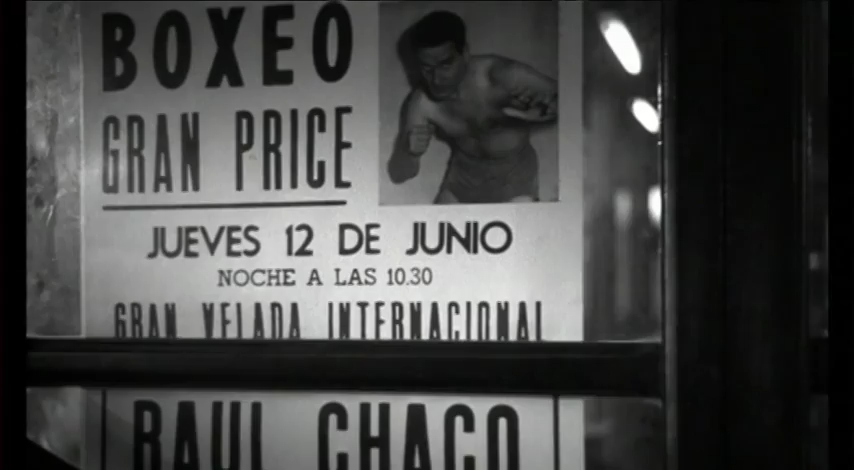 BOXEO
GRAN PRICE
JUEVES 12 DE JUNIO
NOCHE A LAS 10.30
GRAN VELADA INTERNACIONAL
RAUL CHACO